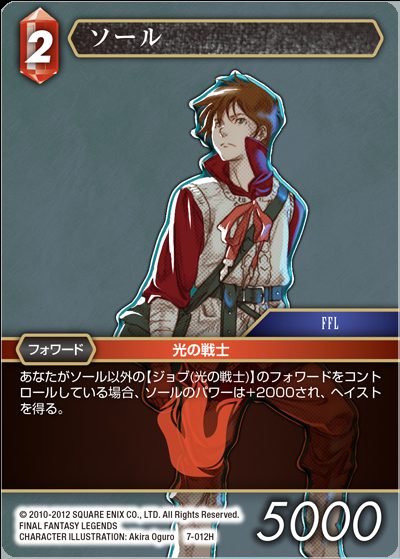 2
ソール
FFL
フォワード
光の戦士
あなたがソール以外の【ジョブ(光の戦士)】のフォワードをコント
ロールしている場合、ソールのパワーは+2000され、ヘイスト
を得る。
© 2010-2012 SQUARE ENIX CO., LTD. All Rights Reserved.
FINAL FANTASY LEGENDS
CHARACTER ILLUSTRATION: Akira Oguro 7-012H
5000